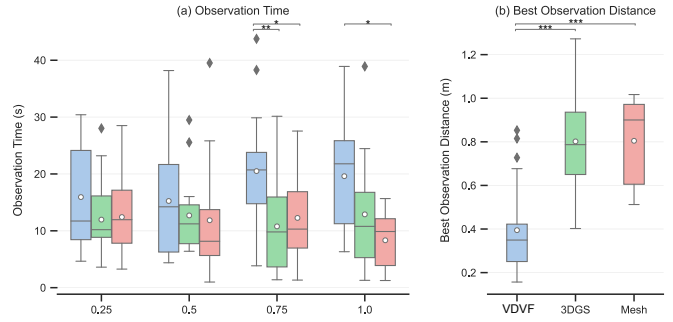 (a) Observation Time
Observation Time (s)
40
30
20
10
0
0.25
0.5
0.75
1.0
*
**
*
(b) Best Observation Distance
Best Observation Distance (m)
1.2
1.0
0.8
0.6
0.4
0.2
VDVF
3DGS
Mesh
***
***